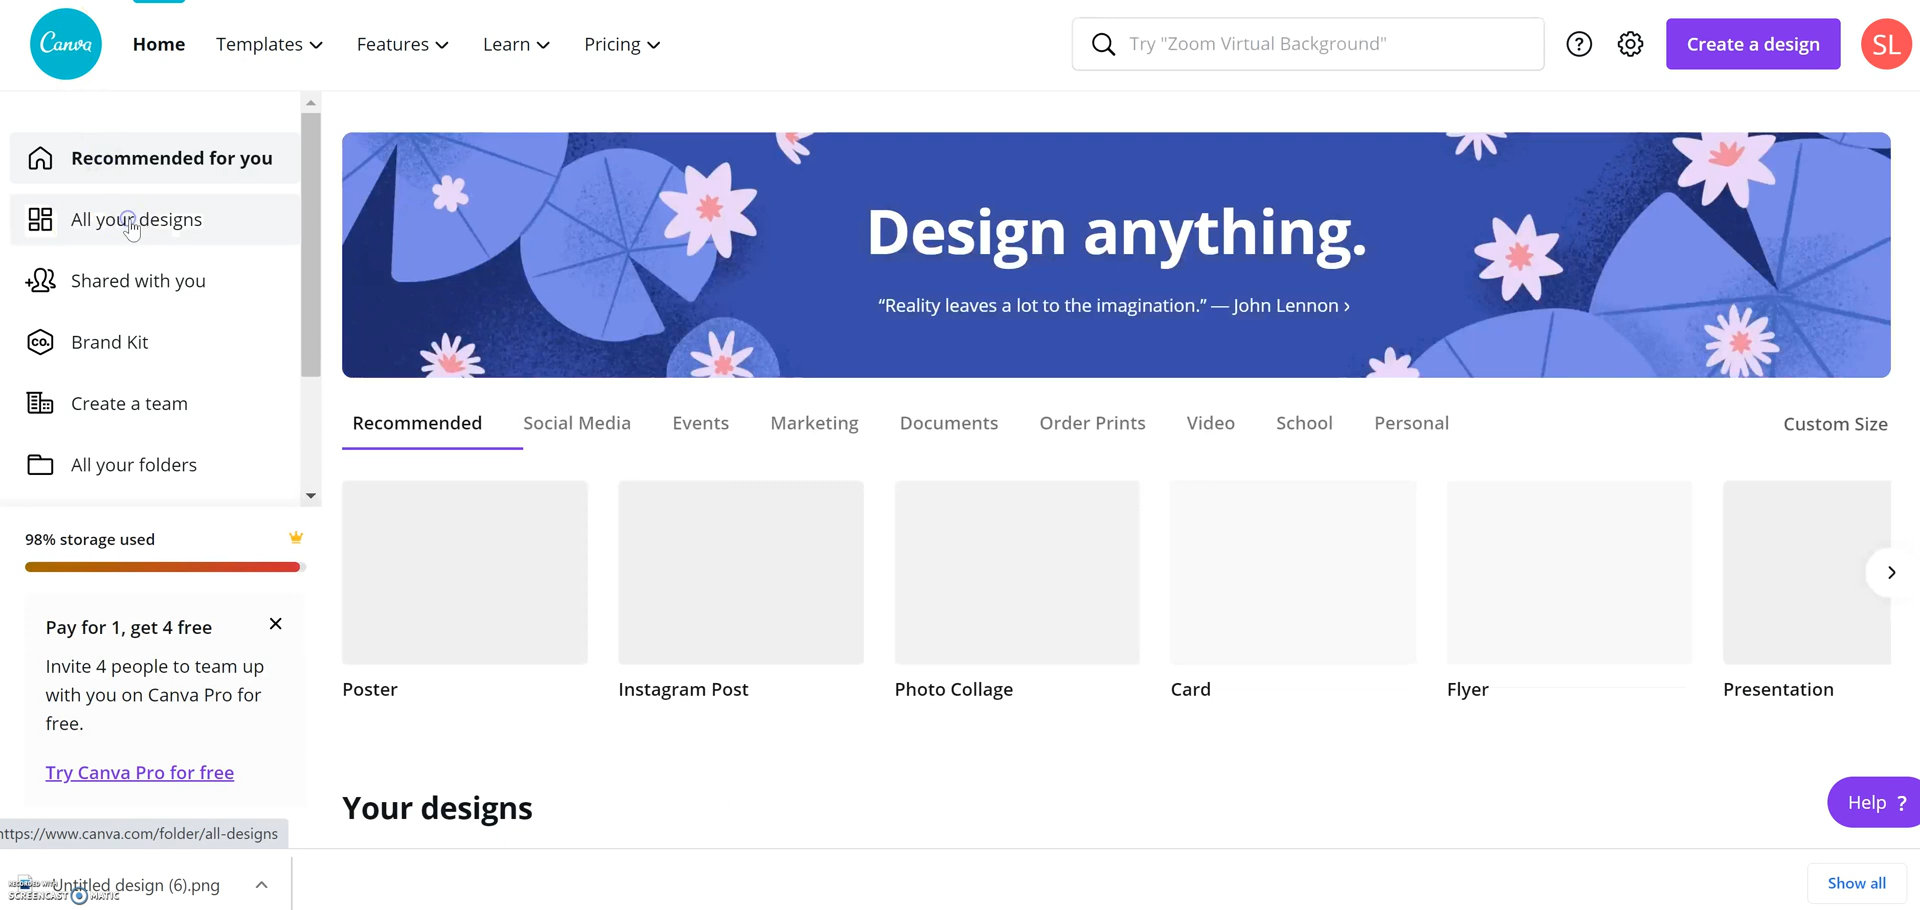 Canva
Home
Templates
Features
Learn
Pricing
Try "Zoom Virtual Background"
Create a design
SL
Recommended for you
All your designs
Shared with you
CO.
Brand Kit
Create a team
All your folders
98% storage used
Pay for 1, get 4 free
Invite 4 people to team up
with you on Canva Pro for
free.
Try Canva Pro for free
Design anything.
“Reality leaves a lot to the imagination.” — John Lennon ›
Recommended
Social Media
Events
Marketing
Documents
Order Prints
Video
School
Personal
Custom Size
Poster
Instagram Post
Photo Collage
Card
Flyer
Presentation
Your designs
Help ?
https://www.canva.com/folder/all-designs
Untitled design (6).png
RECORDED WITH
SCREENCAST MATIC
Show all